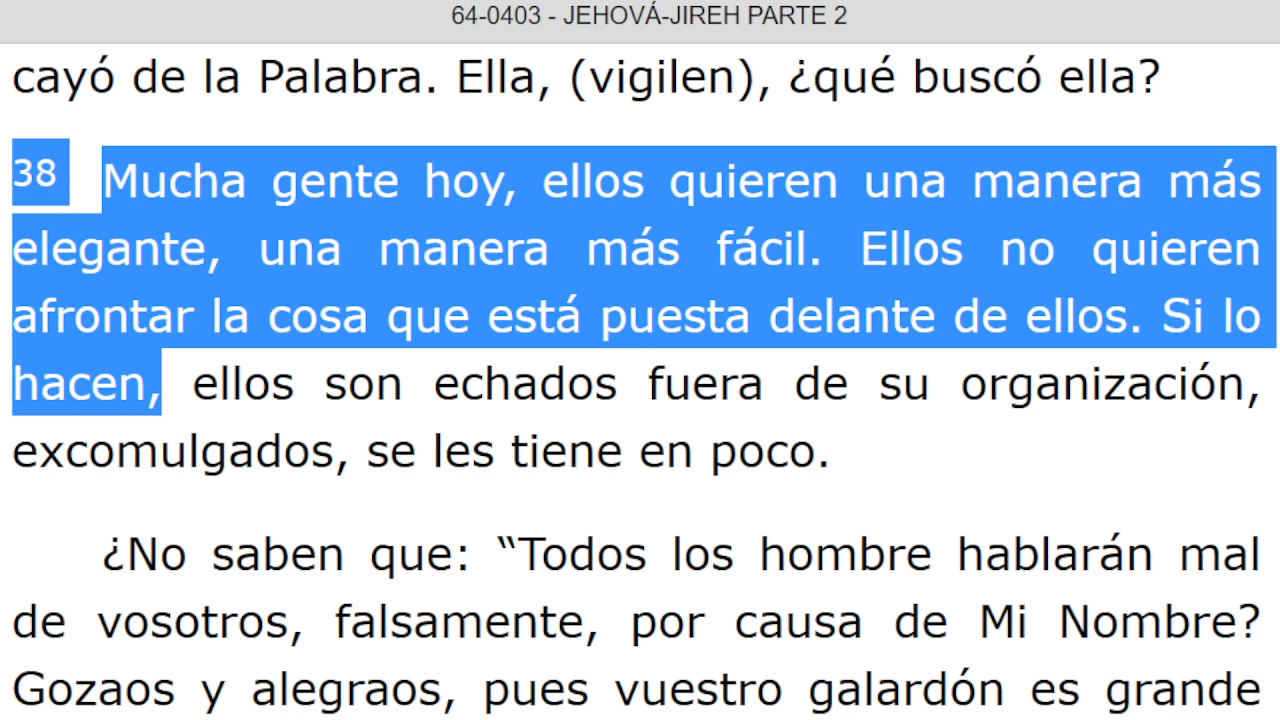 64-0403 - JEHOVÁ-JIREH PARTE 2
cayó de la Palabra. Ella, (vigilen), ¿qué buscó ella?
38 Mucha gente hoy, ellos quieren una manera más
elegante, una manera más fácil. Ellos no quieren
afrontar la cosa que está puesta delante de ellos. Si lo
hacen, ellos son echados fuera de su organización,
excomulgados, se les tiene en poco.
¿No saben que: “Todos los hombre hablarán mal
de vosotros, falsamente, por causa de Mi Nombre?
Gozaos y alegraos, pues vuestro galardón es grande